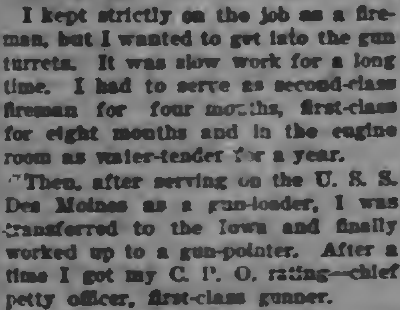 I kept strictly on the job as a fire-
man, but I wanted to get into the gun
turrets. It was slow work for a long
time. I had to serve as second-class
fireman for four months, first-class
for eight months and in the engine
room as water-tender for a year.
"Then, after serving on the U. S. S.
Des Moines as a gun-loader, I was
transferred to the Iowa and finally
worked up to a gun-pointer. After a
time I got my C. P. O. rating—chief
petty officer, first-class gunner.